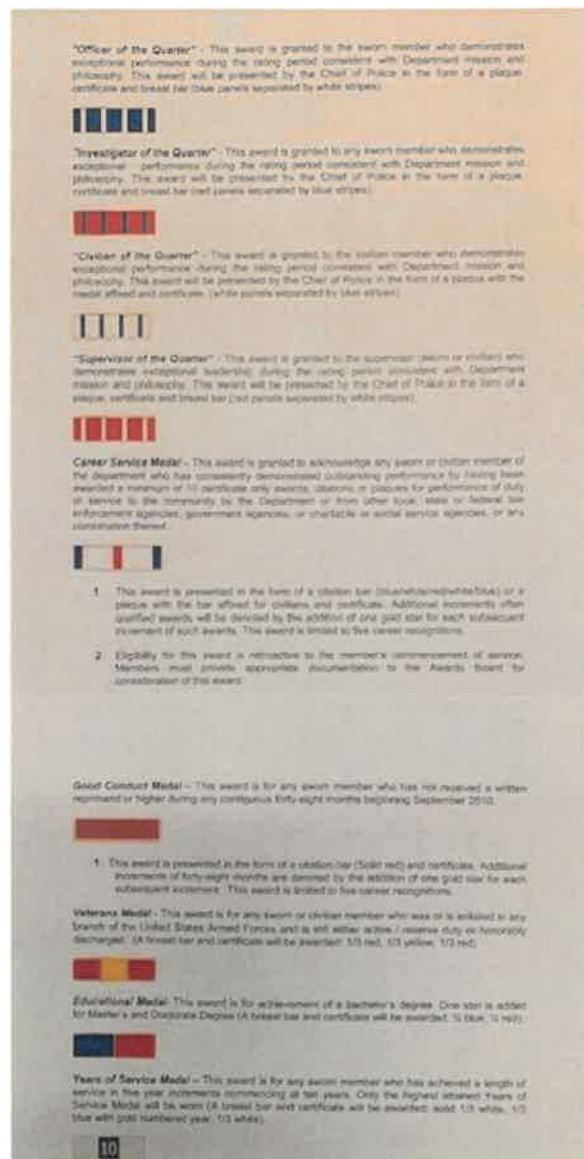 "Officer of the Quarter" - This award is granted to the sworn member who demonstrates
exceptional performance during the rating period consistent with Department mission and
philosophy. This award will be presented by the Chief of Police in the form of a plaque,
certificate and breast bar (blue panels separated by white stripes).
"Investigator of the Quarter" - This award is granted to any sworn member who demonstrates
exceptional performance during the rating period consistent with Department mission and
philosophy. This award will be presented by the Chief of Police in the form of a plaque,
certificate and breast bar (red panels separated by blue stripes).
"Civilian of the Quarter" - This award is granted to the civilian member who demonstrates
exceptional performance during the rating period consistent with Department mission and
philosophy. This award will be presented by the Chief of Police in the form of a plaque with the
medal affixed and certificate. (white panels separated by blue stripes)
"Supervisor of the Quarter" - This award is granted to the supervisor (sworn or civilian) who
demonstrates exceptional leadership during the rating period consistent with Department
mission and philosophy. This award will be presented by the Chief of Police in the form of a
plaque, certificate and breast bar (red panels separated by white stripes).
Career Service Medal – This award is granted to acknowledge any sworn or civilian member of
the department who has consistently demonstrated outstanding performance by having been
awarded a minimum of 10 certificate only awards, citations or plaques for performance of duty
or service to the community by the Department or from other local, state or federal law
enforcement agencies, government agencies, or charitable or social service agencies, or any
combination thereof.
1 This award is presented in the form of a citation bar (blue/white/red/white/blue) or a
plaque with the bar affixed for civilians and certificate. Additional increments often
qualified awards will be denoted by the addition of one gold star for each subsequent
increment of such awards. This award is limited to five career recognitions.
2 Eligibility for this award is retroactive to the member's commencement of service.
Members must provide appropriate documentation to the Awards Board for
consideration of this award.
Good Conduct Medal – This award is for any sworn member who has not received a written
reprimand or higher during any contiguous forty-eight months beginning September 2010.
1. This award is presented in the form of a citation bar (Solid red) and certificate. Additional
increments of forty-eight months are denoted by the addition of one gold star for each
subsequent increment. This award is limited to five career recognitions.
Veterans Medal - This award is for any sworn or civilian member who was or is enlisted in any
branch of the United States Armed Forces and is still either active / reserve duty or honorably
discharged. (A breast bar and certificate will be awarded: 1/3 red, 1/3 yellow, 1/3 red)
Educational Medal- This award is for achievement of a bachelor's degree. One star is added
for Master's and Doctorate Degree (A breast bar and certificate will be awarded: ½ blue, ½ red).
Years of Service Medal – This award is for any sworn member who has achieved a length of
service in five year increments commencing at ten years. Only the highest attained Years of
Service Medal will be worn (A breast bar and certificate will be awarded: solid 1/3 white, 1/3
blue with gold numbered year, 1/3 white).
10